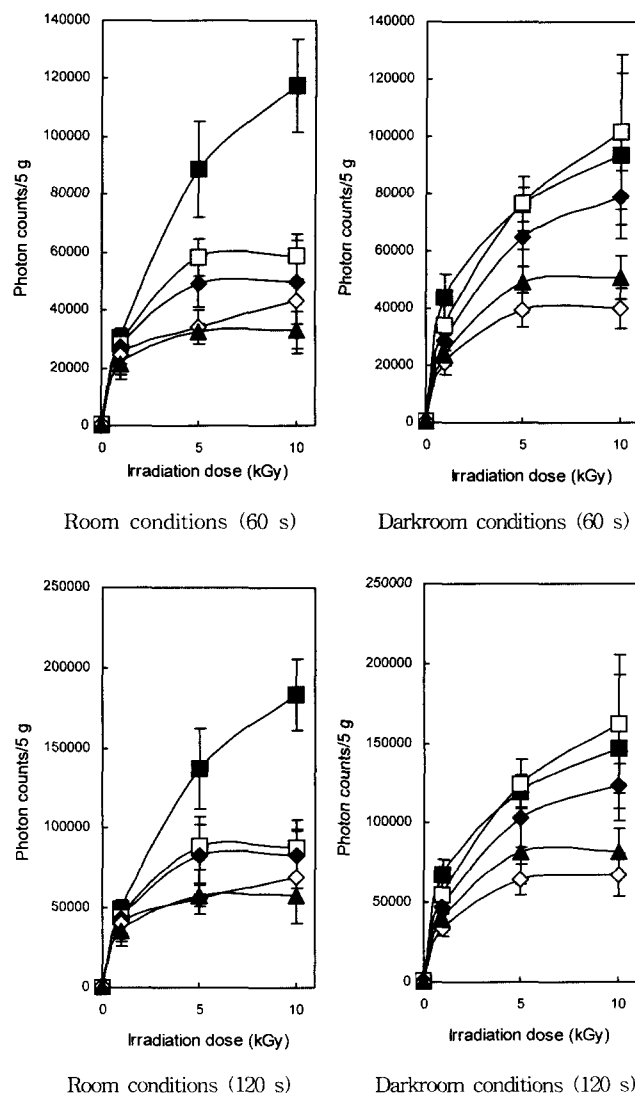 Photon counts/5 g
140000
120000
100000
80000
60000
40000
20000
0
0 5 10
Irradiation dose (kGy)
Room conditions (60 s)
Photon counts/5 g
140000
120000
100000
80000
60000
40000
20000
0
0 5 10
Irradiation dose (kGy)
Darkroom conditions (60 s)
Photon counts/5 g
250000
200000
150000
100000
50000
0
0 5 10
Irradiation dose (kGy)
Room conditions (120 s)
Photon counts/5 g
250000
200000
150000
100000
50000
0
0 5 10
Irradiation dose (kGy)
Darkroom conditions (120 s)